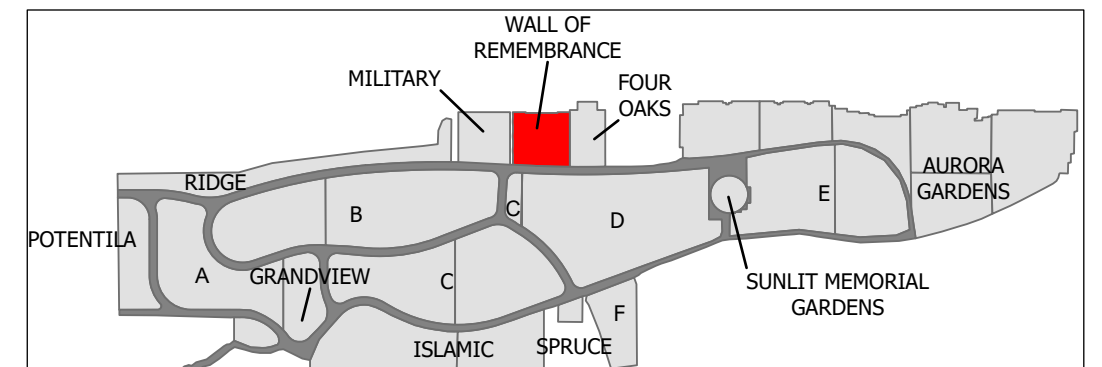 WALL OF
REMEMBRANCE
MILITARY
FOUR
OAKS
RIDGE
AURORA
GARDENS
B
C
D
E
POTENTILA
A
GRANDVIEW
C
SUNLIT MEMORIAL
GARDENS
F
ISLAMIC
SPRUCE